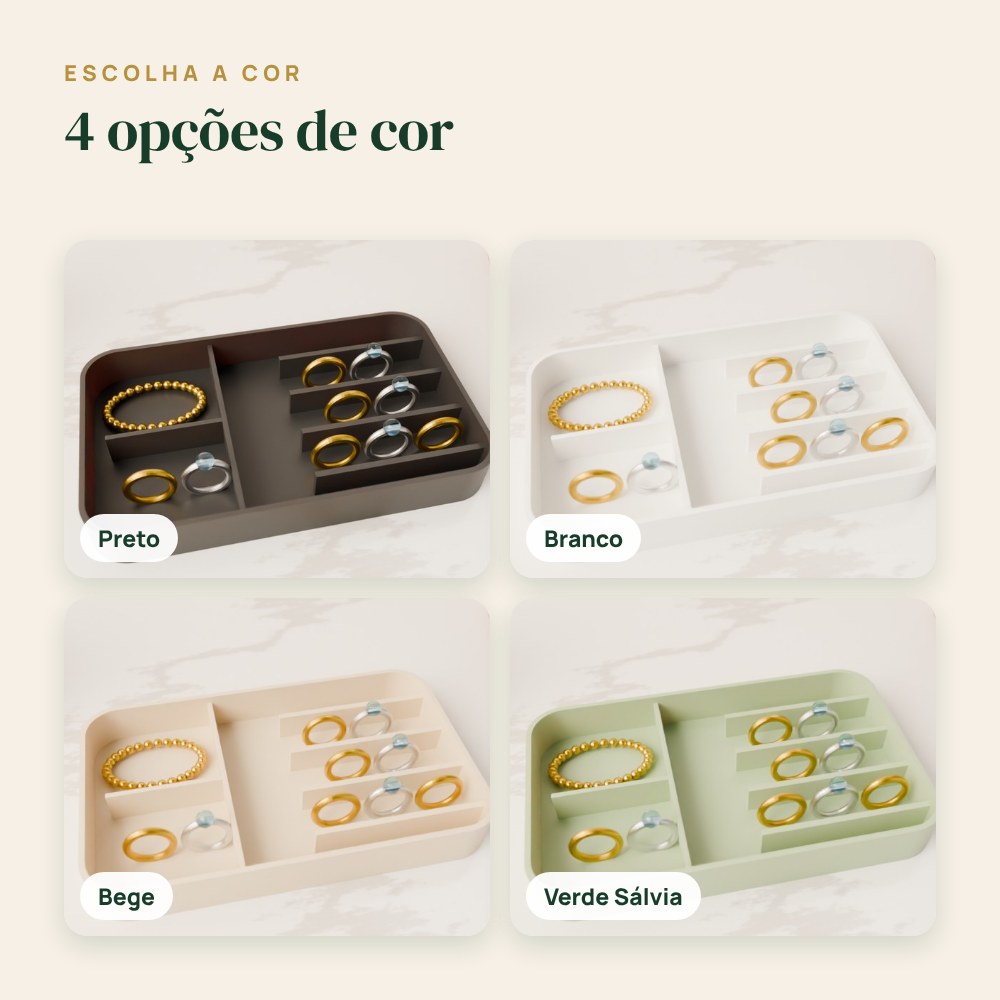 ESCOLHA A COR
4 opções de cor
Preto
Branco
Bege
Verde Sálvia